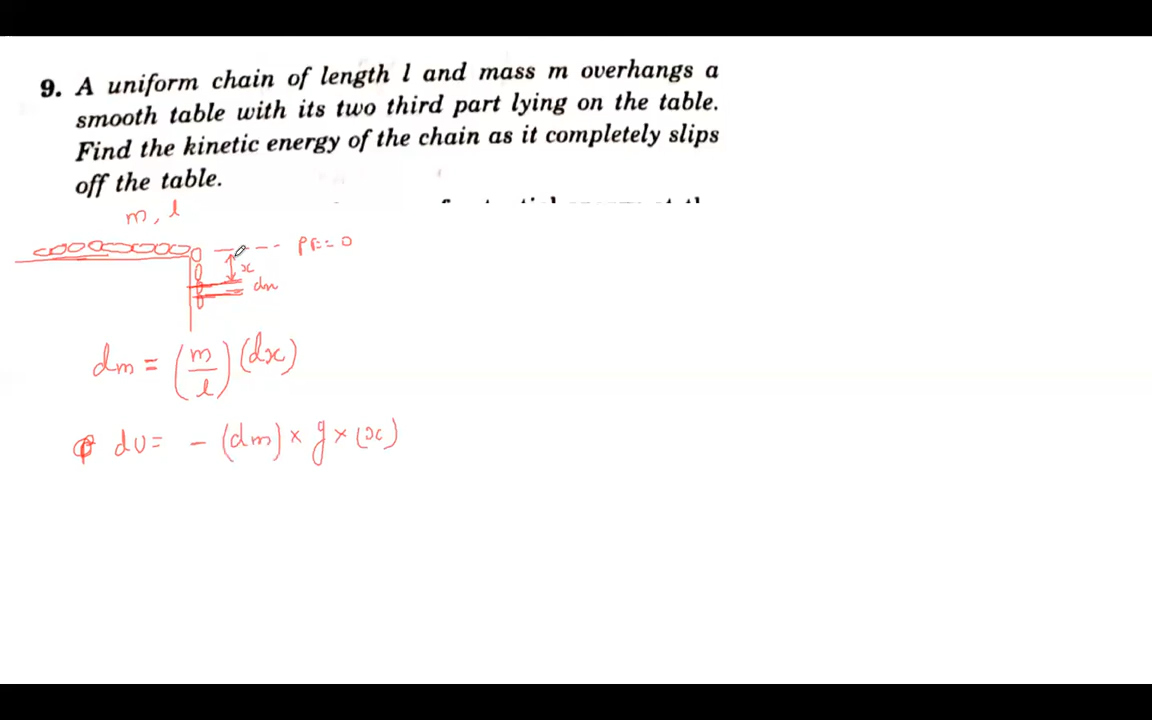 9. A uniform chain of length l and mass m overhangs a
smooth table with its two third part lying on the table.
Find the kinetic energy of the chain as it completely slips
off the table.
m, l
PE = 0
x
dx
dm = (m/l) (dx)
dU = - (dm) × g × (x)